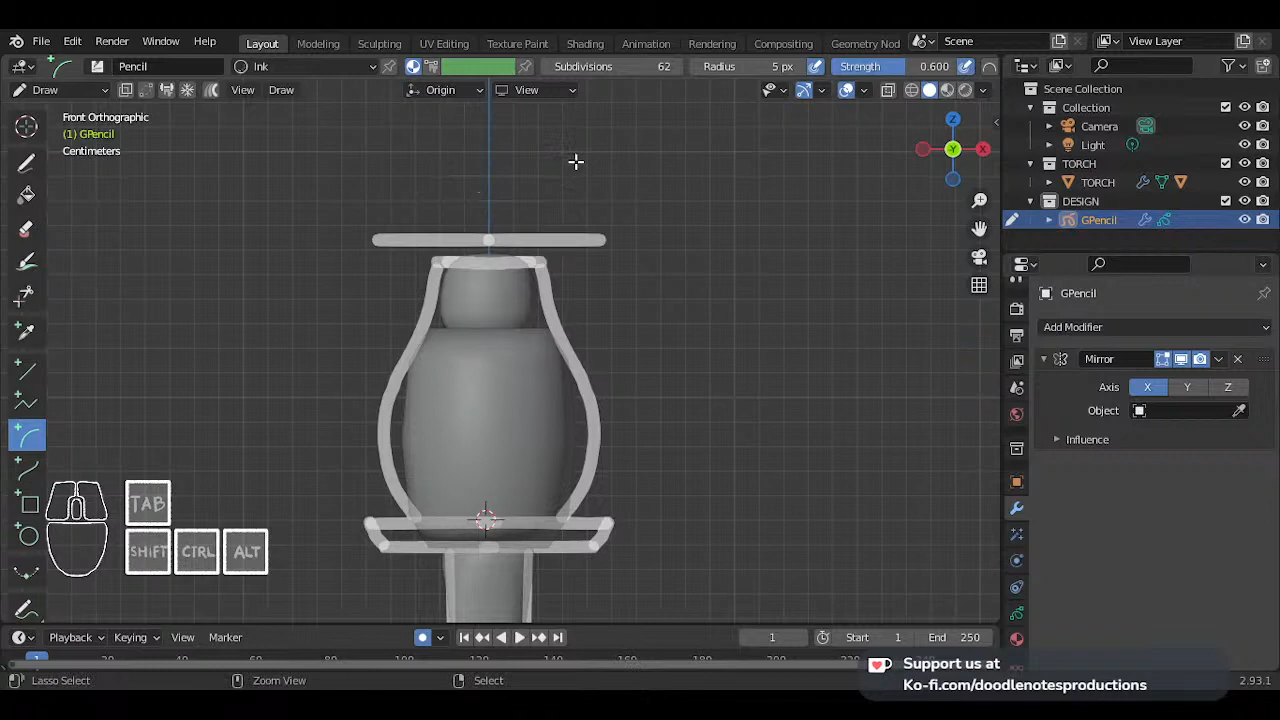 File Edit Render Window Help Layout Modeling Sculpting UV Editing Texture Paint Shading Animation Rendering Compositing Geometry Nod Scene View Layer
Pencil Ink Subdivisions 62 Radius 5 px Strength 0.600
Draw View Draw Origin View
Front Orthographic
(1) GPencil
Centimeters
Z
Y
X
TAB
SHIFT CTRL ALT
Scene Collection
Collection
Camera
Light
TORCH
TORCH
DESIGN
GPencil
GPencil
Add Modifier
Mirror
Axis X Y Z
Object
Influence
Playback Keying View Marker 1 Start 1 End 250
1
Lasso Select Zoom View Select 2.93.1
Support us at
Ko-fi.com/doodlenotesproductions